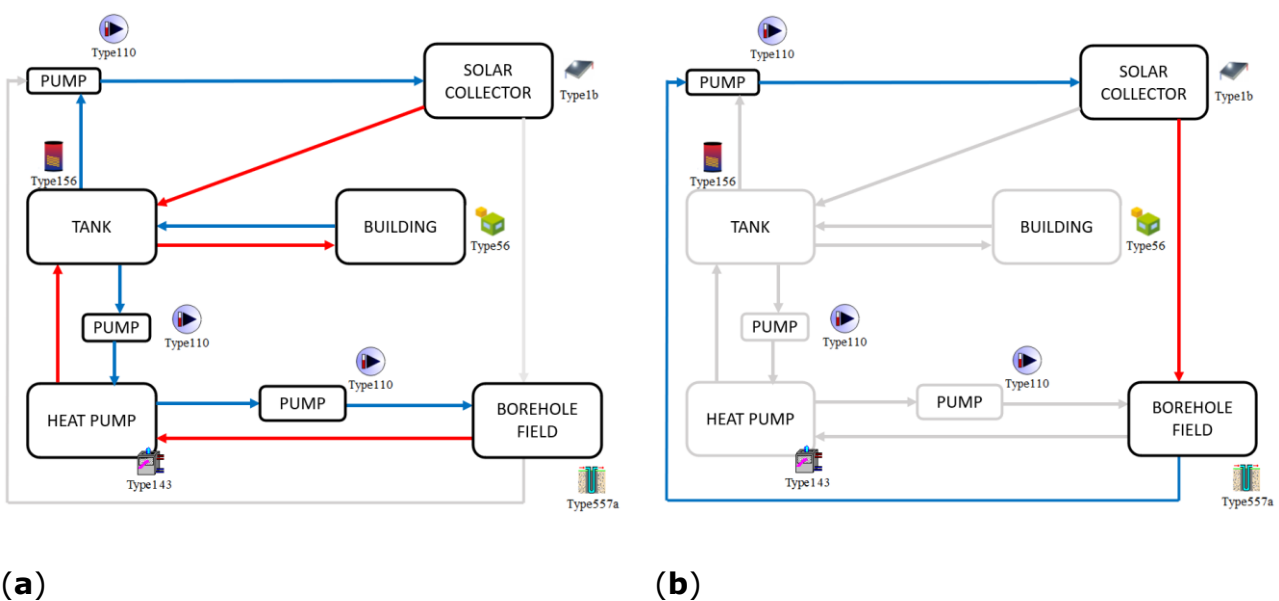 Type110
PUMP
SOLAR
COLLECTOR
Type1b
Type156
TANK
BUILDING
Type56
PUMP
Type110
Type110
HEAT PUMP
PUMP
BOREHOLE
FIELD
Type143
Type557a
(a)
Type110
PUMP
SOLAR
COLLECTOR
Type1b
Type156
TANK
BUILDING
Type56
PUMP
Type110
Type110
HEAT PUMP
PUMP
BOREHOLE
FIELD
Type143
Type557a
(b)